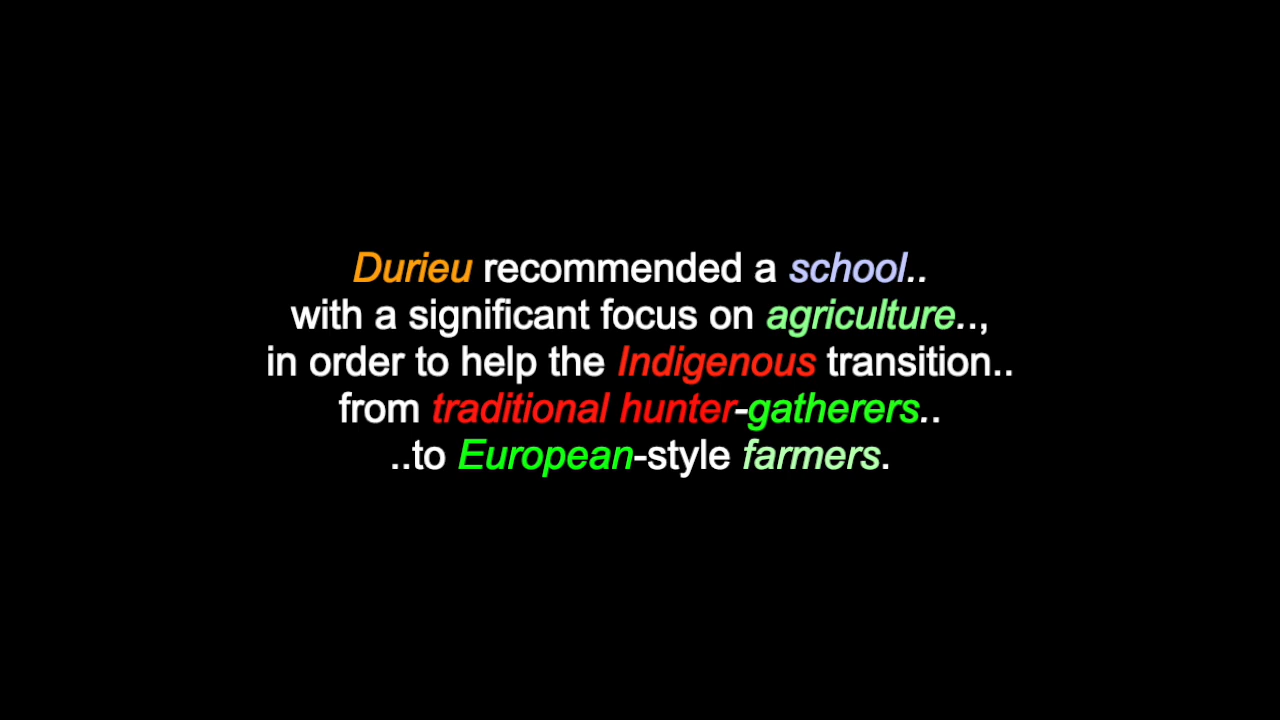 Durieu recommended a school..
with a significant focus on agriculture..,
in order to help the Indigenous transition..
from traditional hunter-gatherers..
..to European-style farmers.